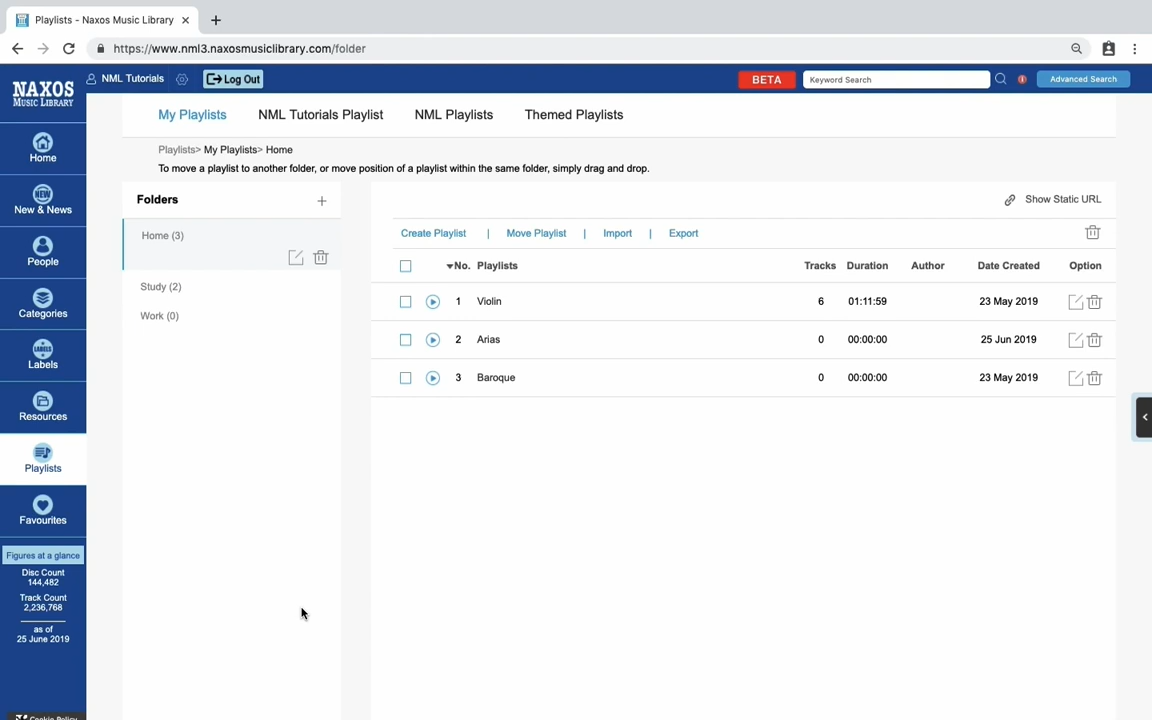 Playlists - Naxos Music Library
https://www.nml3.naxosmusiclibrary.com/folder
NAXOS
MUSIC LIBRARY
NML Tutorials
Log Out
BETA
Keyword Search
Advanced Search
Home
NEW
New & News
People
Categories
LABELS
Labels
Resources
Playlists
Favourites
Figures at a glance
Disc Count
144,482
Track Count
2,236,768
as of
25 June 2019
Cookie Policy
My Playlists
NML Tutorials Playlist
NML Playlists
Themed Playlists
Playlists> My Playlists> Home
To move a playlist to another folder, or move position of a playlist within the same folder, simply drag and drop.
Folders
Home (3)
Study (2)
Work (0)
Show Static URL
Create Playlist | Move Playlist | Import | Export
No. Playlists Tracks Duration Author Date Created Option
1 Violin 6 01:11:59 23 May 2019
2 Arias 0 00:00:00 25 Jun 2019
3 Baroque 0 00:00:00 23 May 2019